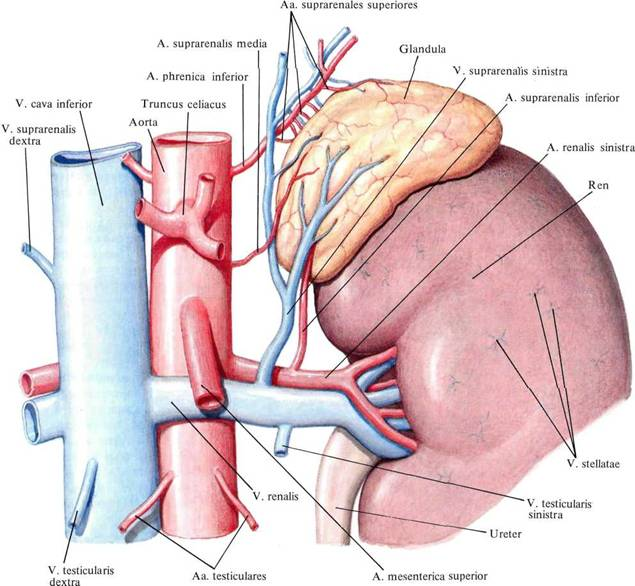 Aa. suprarenales superiores
A. suprarenalis media
Glandula
V. suprarenalis sinistra
A. phrenica inferior
V. cava inferior
Truncus celiacus
A. suprarenalis inferior
V. suprarenalis
dextra
Aorta
A. renalis sinistra
Ren
V. stellatae
V. renalis
V. testicularis
sinistra
Ureter
V. testicularis
dextra
Aa. testiculares
A. mesenterica superior